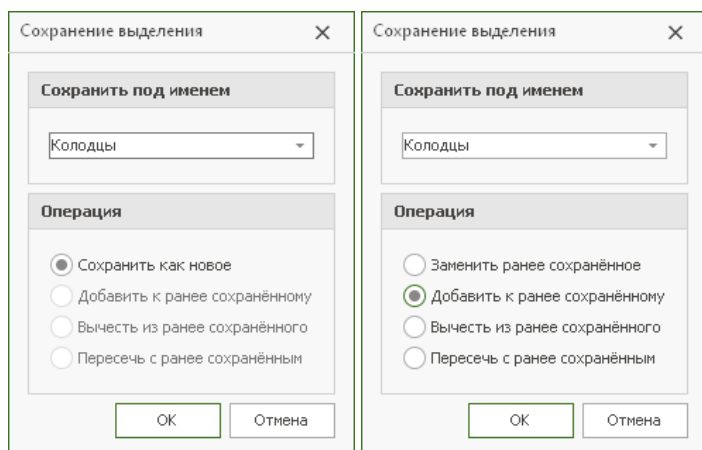 Сохранение выделения
Сохранить под именем
Колодцы
Операция
Сохранить как новое
Добавить к ранее сохранённому
Вычесть из ранее сохранённого
Пересечь с ранее сохранённым
ОК
Отмена
Сохранение выделения
Сохранить под именем
Колодцы
Операция
Заменить ранее сохранённое
Добавить к ранее сохранённому
Вычесть из ранее сохранённого
Пересечь с ранее сохранённым
ОК
Отмена